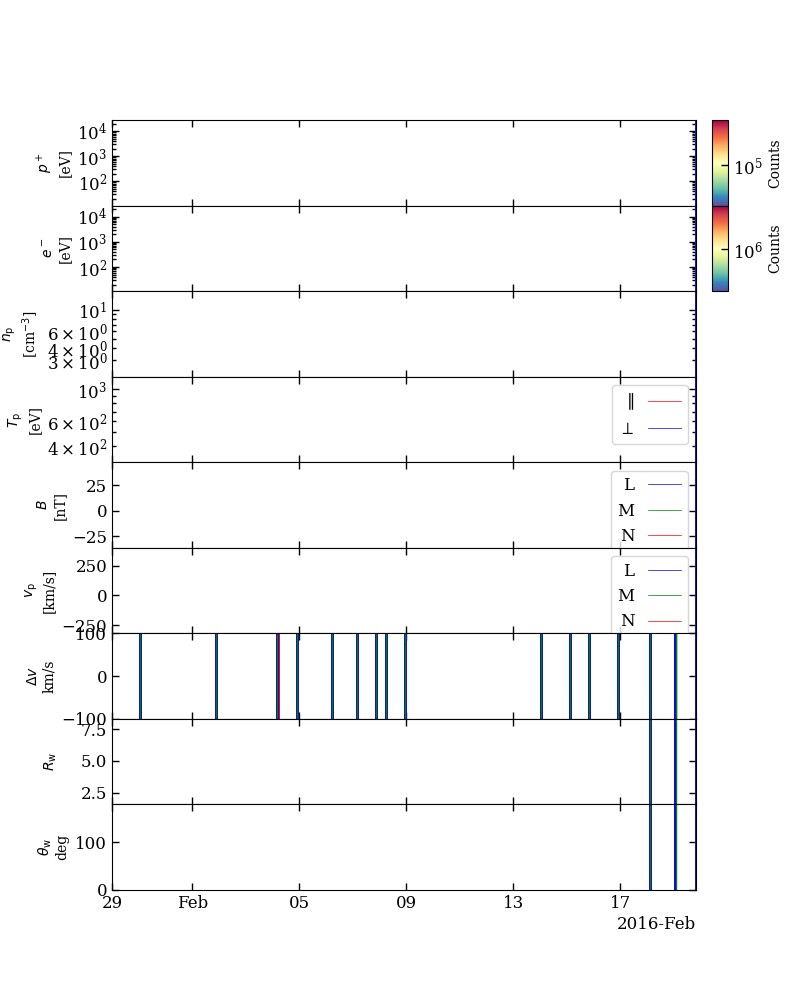 10⁴
10³
10²
p⁺
[eV]
10⁵
Counts
10⁴
10³
10²
e⁻
[eV]
10⁶
Counts
10¹
6×10⁰
4×10⁰
3×10⁰
nₚ
[cm⁻³]
10³
6×10²
4×10²
Tₚ
[eV]
∥
⊥
25
0
−25
B
[nT]
L
M
N
250
0
−250
vₚ
[km/s]
L
M
N
100
0
−100
Δv
km/s
7.5
5.0
2.5
R_w
100
0
θ_w
deg
29 Feb 05 09 13 17
2016-Feb